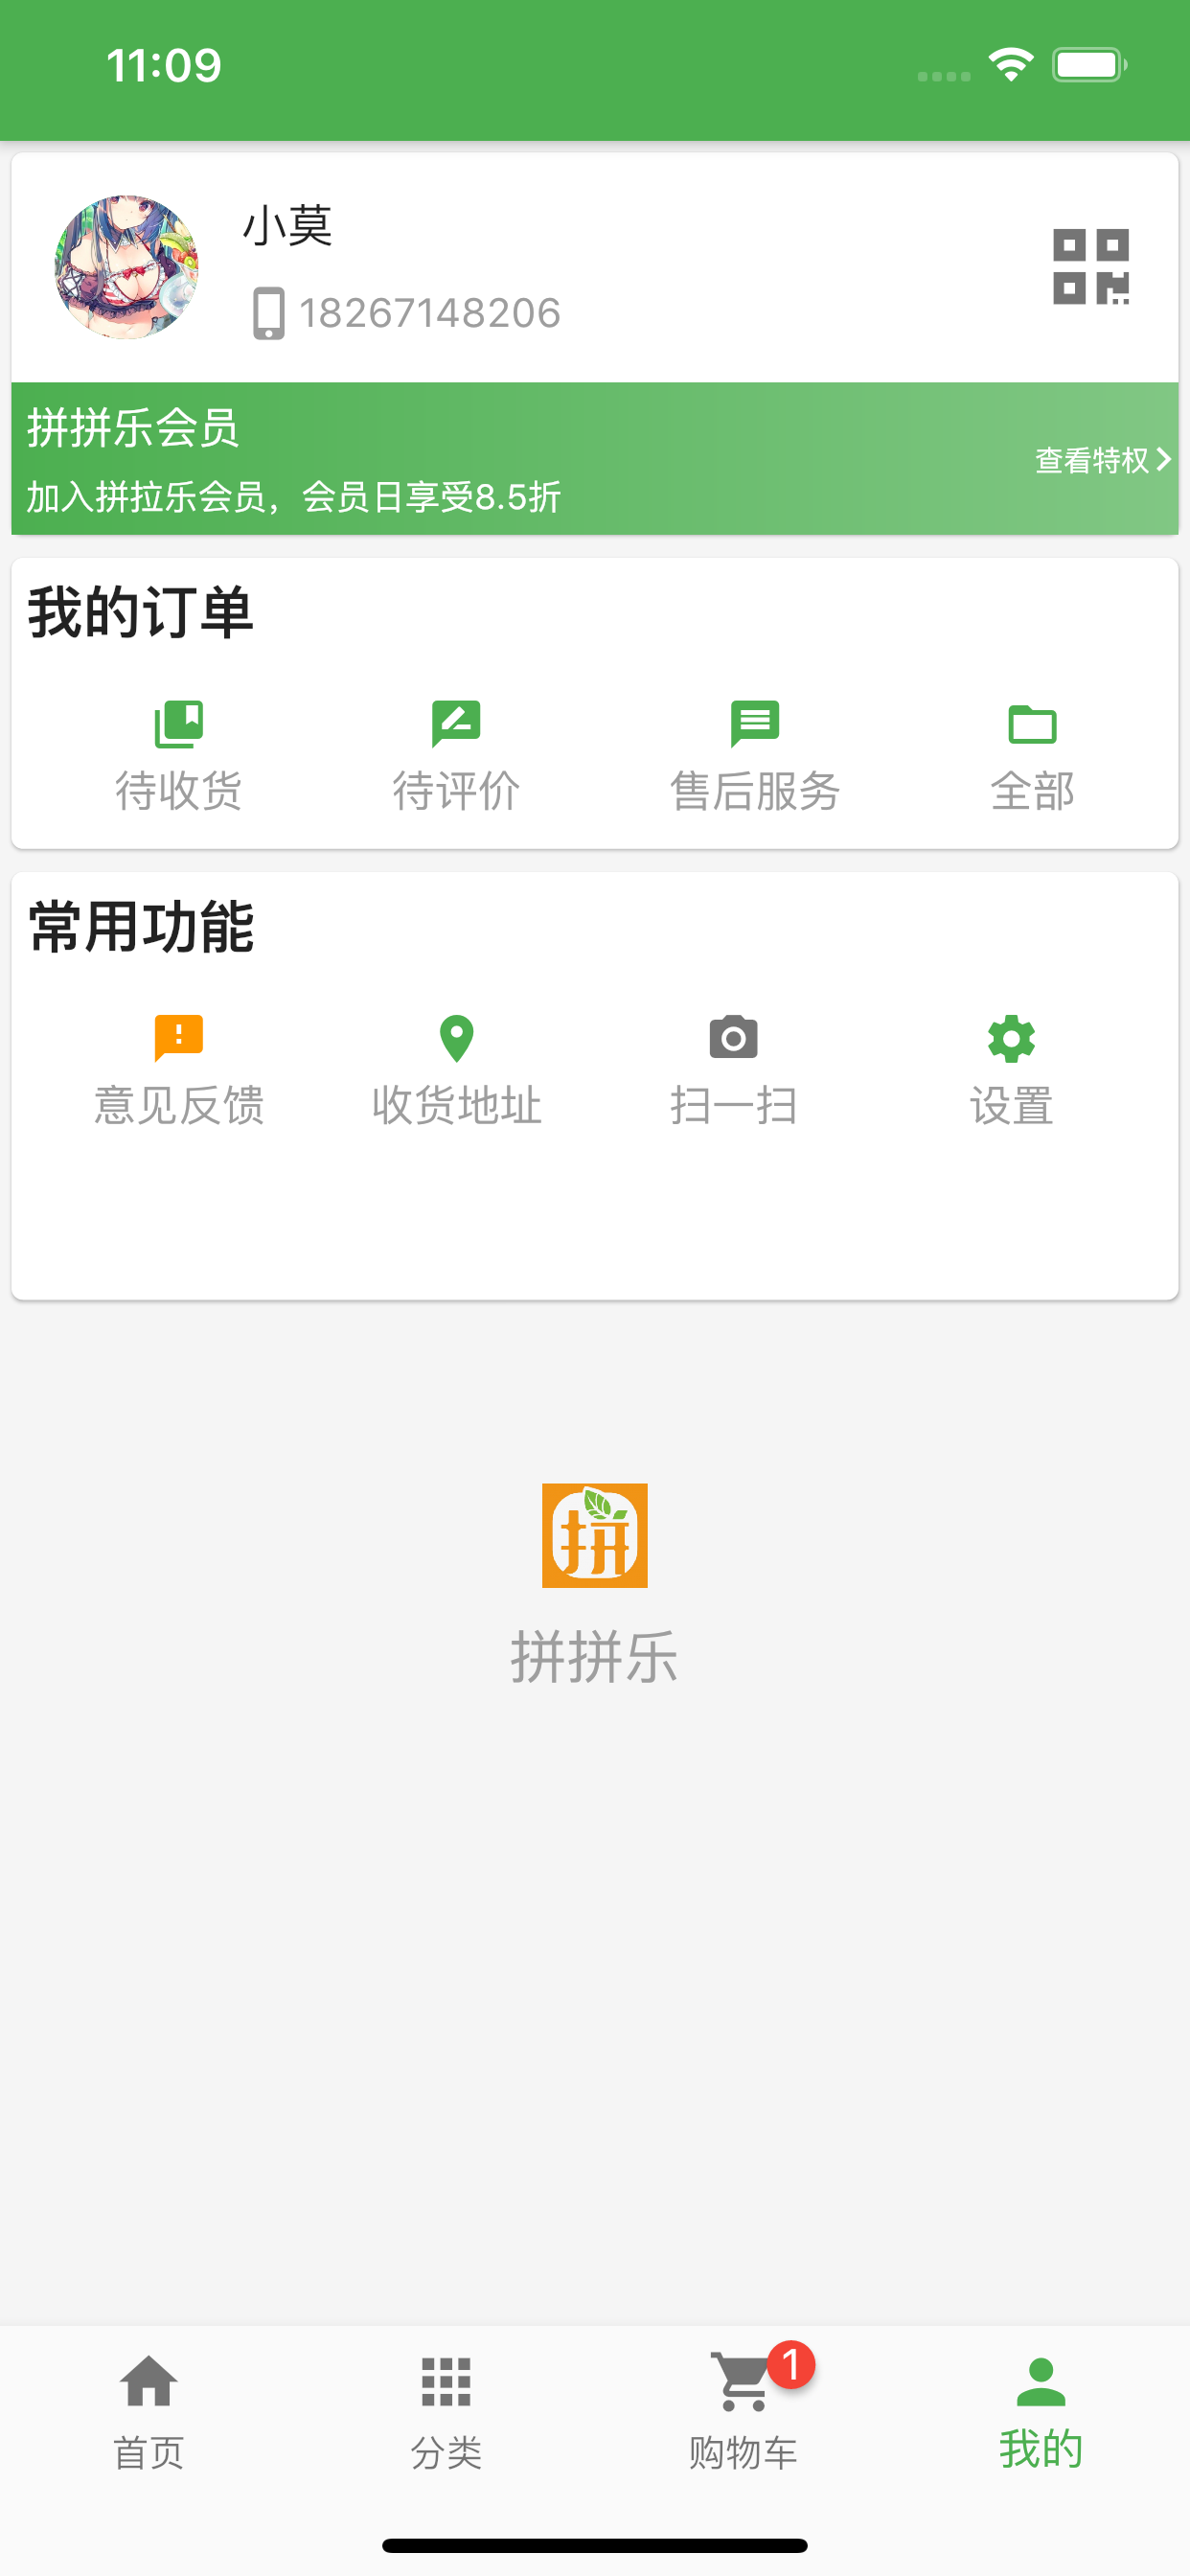 11:09
小莫
18267148206
拼拼乐会员
加入拼拉乐会员，会员日享受8.5折
查看特权
我的订单
待收货 待评价 售后服务 全部
常用功能
意见反馈 收货地址 扫一扫 设置
拼
拼拼乐
1
首页 分类 购物车 我的